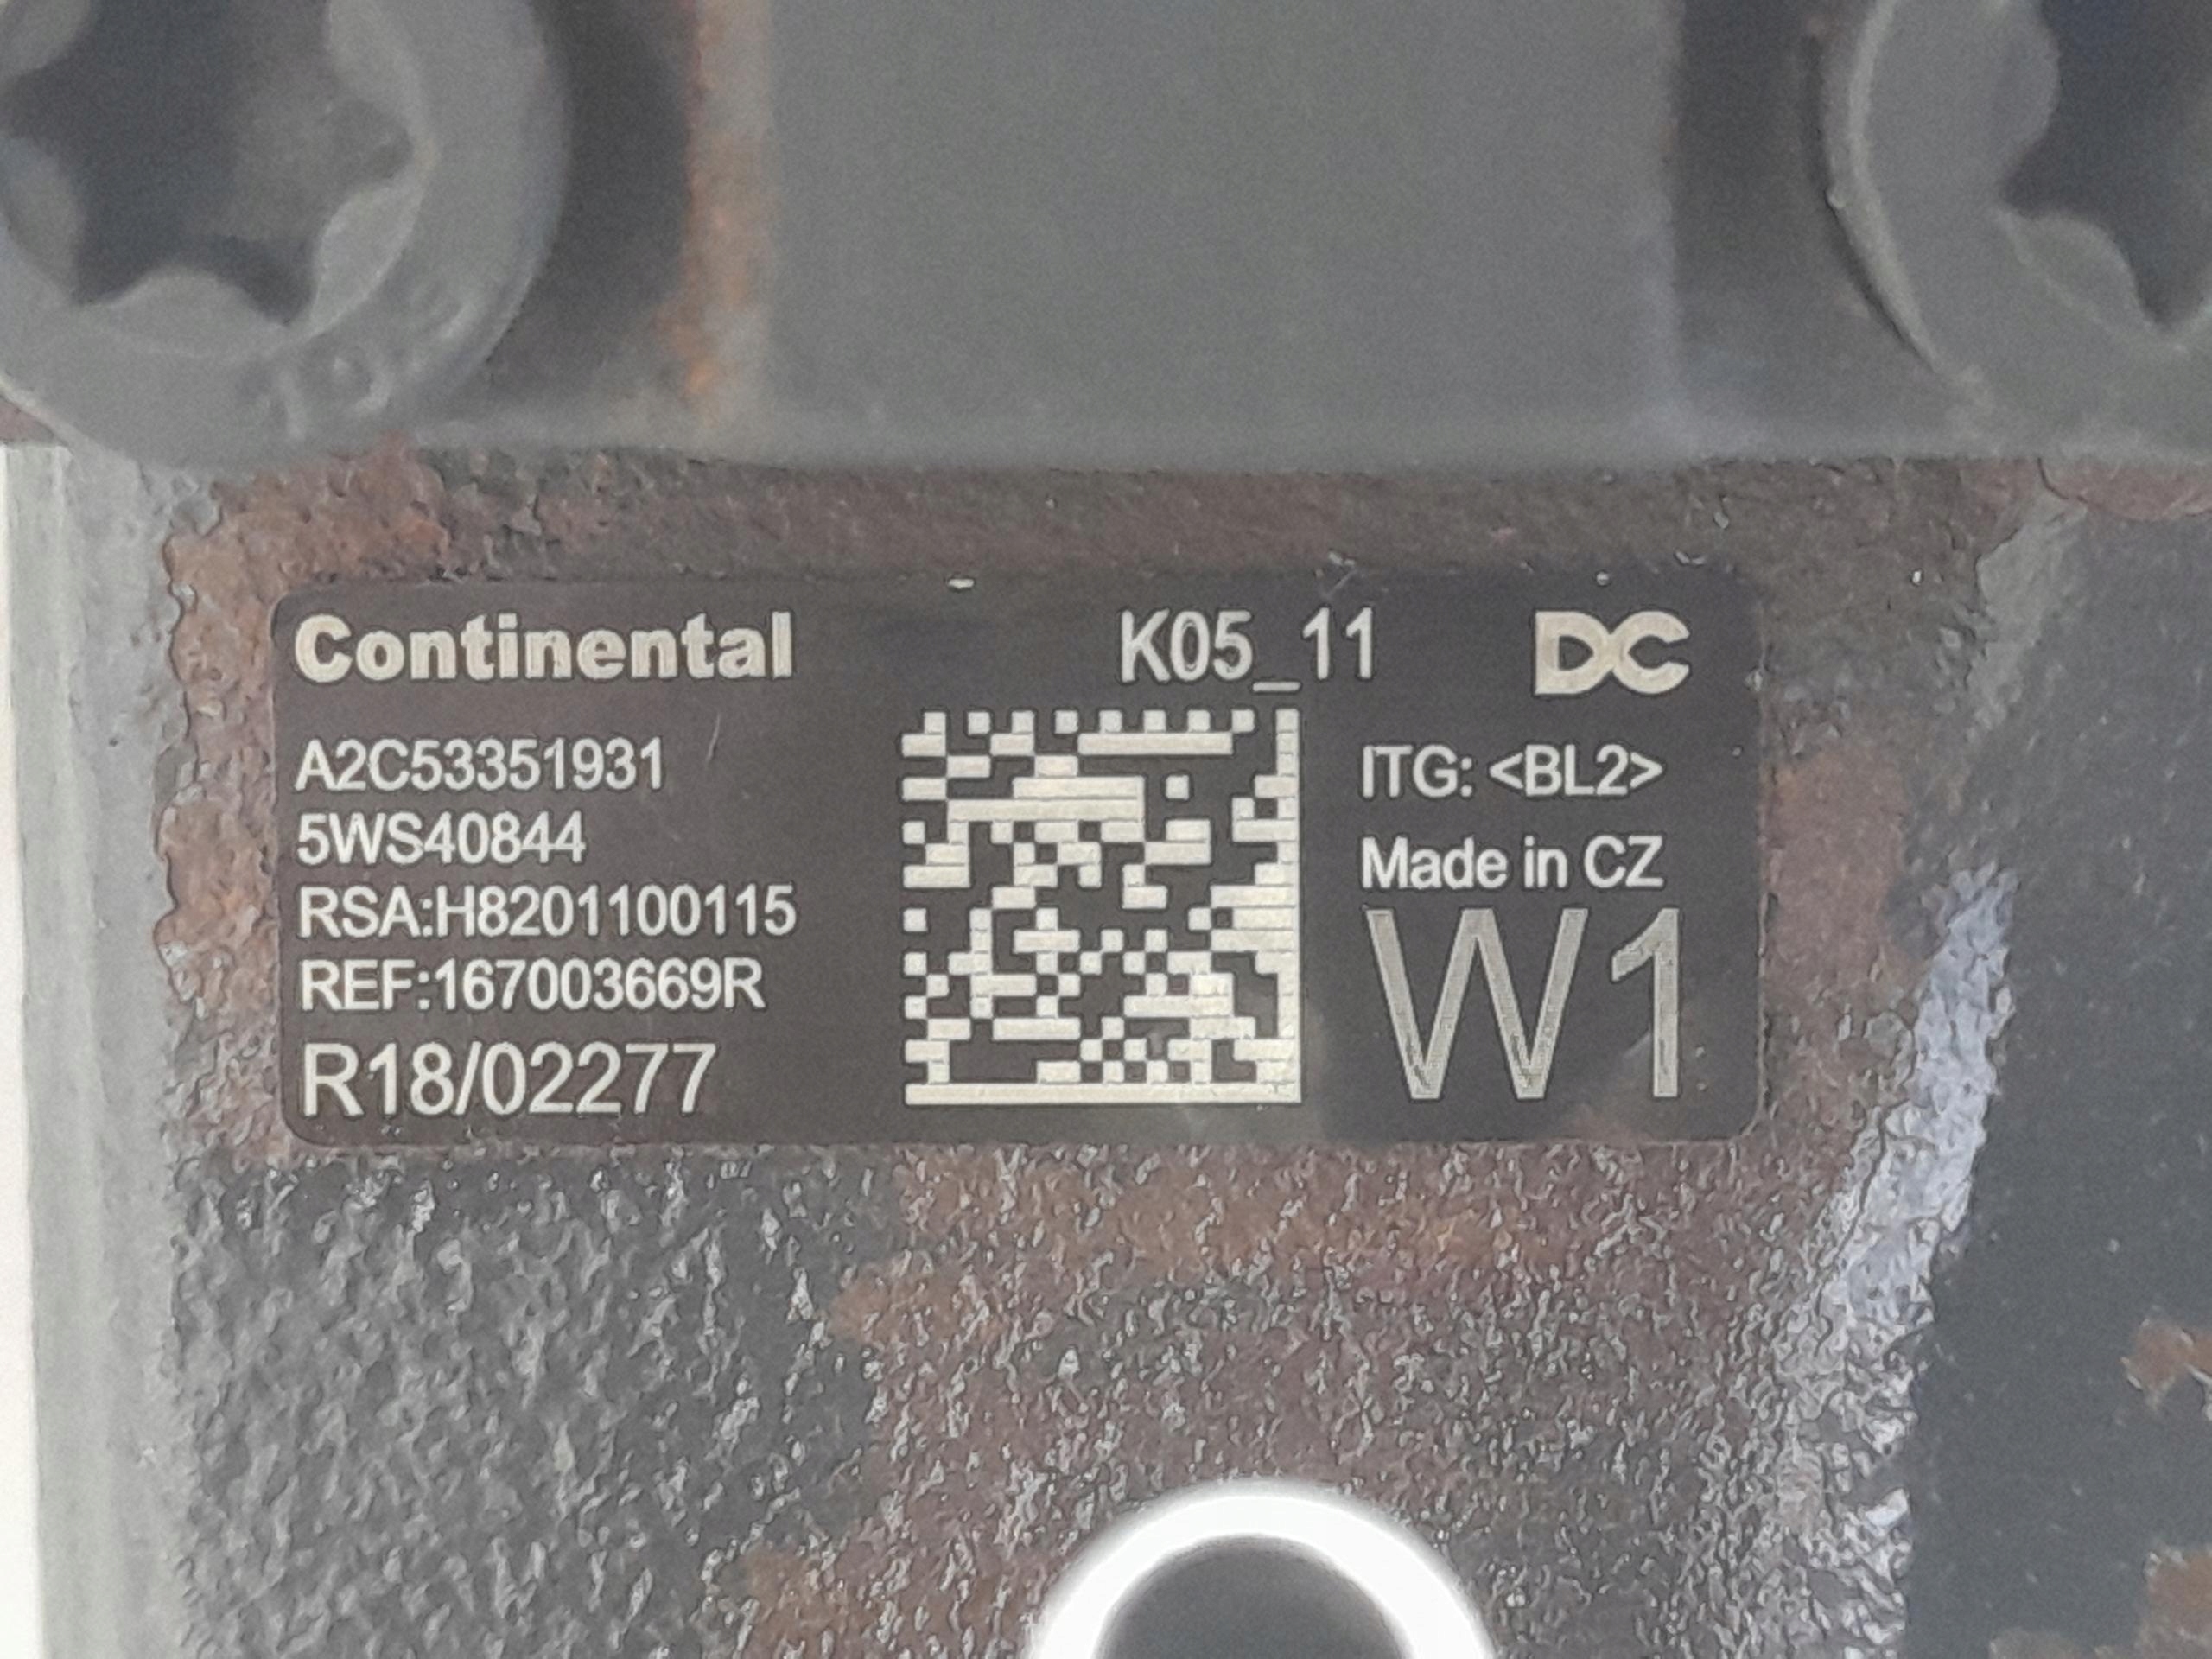 Continental K05_11 DC
A2C53351931
5WS40844
RSA:H8201100115
REF:167003669R
R18/02277
ITG: <BL2>
Made in CZ
W1